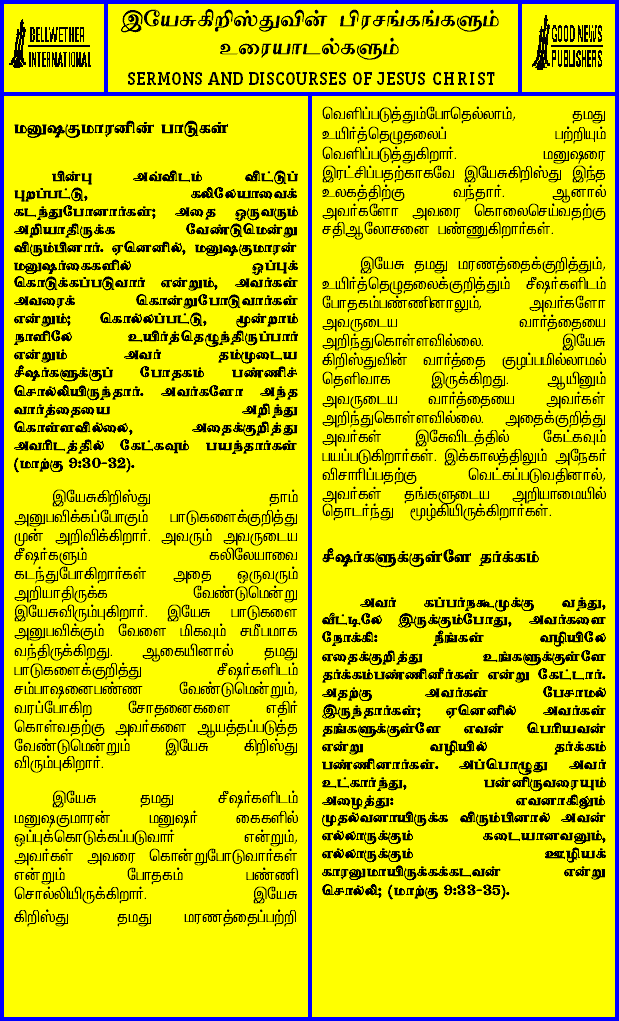 BELLWETHER
INTERNATIONAL
இயேசுகிறிஸ்துவின் பிரசங்கங்களும்
உரையாடல்களும்
SERMONS AND DISCOURSES OF JESUS CHRIST
GOOD NEWS
PUBLISHERS
மனுஷகுமாரனின் பாடுகள்
பின்பு அவ்விடம் விட்டுப்
புறப்பட்டு, கலிலேயாவைக்
கடந்துபோனார்கள்; அதை ஒருவரும்
அறியாதிருக்க வேண்டுமென்று
விரும்பினார். ஏனெனில், மனுஷகுமாரன்
மனுஷர்கைகளில் ஒப்புக்
கொடுக்கப்படுவார் என்றும், அவர்கள்
அவரைக் கொன்றுபோடுவார்கள்
என்றும்; கொல்லப்பட்டு, மூன்றாம்
நாளிலே உயிர்த்தெழுந்திருப்பார்
என்றும் அவர் தம்முடைய
சீஷர்களுக்குப் போதகம் பண்ணிச்
சொல்லியிருந்தார். அவர்களோ அந்த
வார்த்தையை அறிந்து
கொள்ளவில்லை, அதைக்குறித்து
அவரிடத்தில் கேட்கவும் பயந்தார்கள்
(மாற்கு 9:30-32).
இயேசுகிறிஸ்து தாம்
அனுபவிக்கப்போகும் பாடுகளைக்குறித்து
முன் அறிவிக்கிறார். அவரும் அவருடைய
சீஷர்களும் கலிலேயாவை
கடந்துபோகிறார்கள் அதை ஒருவரும்
அறியாதிருக்க வேண்டுமென்று
இயேசுவிரும்புகிறார். இயேசு பாடுகளை
அனுபவிக்கும் வேளை மிகவும் சமீபமாக
வந்திருக்கிறது. ஆகையினால் தமது
பாடுகளைக்குறித்து சீஷர்களிடம்
சம்பாஷனைபண்ண வேண்டுமென்றும்,
வரப்போகிற சோதனைகளை எதிர்
கொள்வதற்கு அவர்களை ஆயத்தப்படுத்த
வேண்டுமென்றும் இயேசு கிறிஸ்து
விரும்புகிறார்.
இயேசு தமது சீஷர்களிடம்
மனுஷகுமாரன் மனுஷர் கைகளில்
ஒப்புக்கொடுக்கப்படுவார் என்றும்,
அவர்கள் அவரை கொன்றுபோடுவார்கள்
என்றும் போதகம் பண்ணி
சொல்லியிருக்கிறார். இயேசு
கிறிஸ்து தமது மரணத்தைப்பற்றி
வெளிப்படுத்தும்போதெல்லாம், தமது
உயிர்த்தெழுதலைப் பற்றியும்
வெளிப்படுத்துகிறார். மனுஷரை
இரட்சிப்பதற்காகவே இயேசுகிறிஸ்து இந்த
உலகத்திற்கு வந்தார். ஆனால்
அவர்களோ அவரை கொலைசெய்வதற்கு
சதிஆலோசனை பண்ணுகிறார்கள்.
இயேசு தமது மரணத்தைக்குறித்தும்,
உயிர்த்தெழுதலைக்குறித்தும் சீஷர்களிடம்
போதகம்பண்ணினாலும், அவர்களோ
அவருடைய வார்த்தையை
அறிந்துகொள்ளவில்லை. இயேசு
கிறிஸ்துவின் வார்த்தை குழப்பமில்லாமல்
தெளிவாக இருக்கிறது. ஆயினும்
அவருடைய வார்த்தையை அவர்கள்
அறிந்துகொள்ளவில்லை. அதைக்குறித்து
அவர்கள் இசேுவிடத்தில் கேட்கவும்
பயப்படுகிறார்கள். இக்காலத்திலும் அநேகர்
விசாரிப்பதற்கு வெட்கப்படுவதினால்,
அவர்கள் தங்களுடைய அறியாமையில்
தொடர்ந்து மூழ்கியிருக்கிறார்கள்.
சீஷர்களுக்குள்ளே தர்க்கம்
அவர் கப்பர்நகூமுக்கு வந்து,
வீட்டிலே இருக்கும்போது, அவர்களை
நோக்கி: நீங்கள் வழியிலே
எதைக்குறித்து உங்களுக்குள்ளே
தர்க்கம்பண்ணினீர்கள் என்று கேட்டார்.
அதற்கு அவர்கள் பேசாமல்
இருந்தார்கள்; ஏனெனில் அவர்கள்
தங்களுக்குள்ளே எவன் பெரியவன்
என்று வழியில் தர்க்கம்
பண்ணினார்கள். அப்பொழுது அவர்
உட்கார்ந்து, பன்னிருவரையும்
அழைத்து: எவனாகிலும்
முதல்வனாயிருக்க விரும்பினால் அவன்
எல்லாருக்கும் கடையானவனும்,
எல்லாருக்கும் ஊழியக்
காரனுமாயிருக்கக்கடவன் என்று
சொல்லி; (மாற்கு 9:33-35).